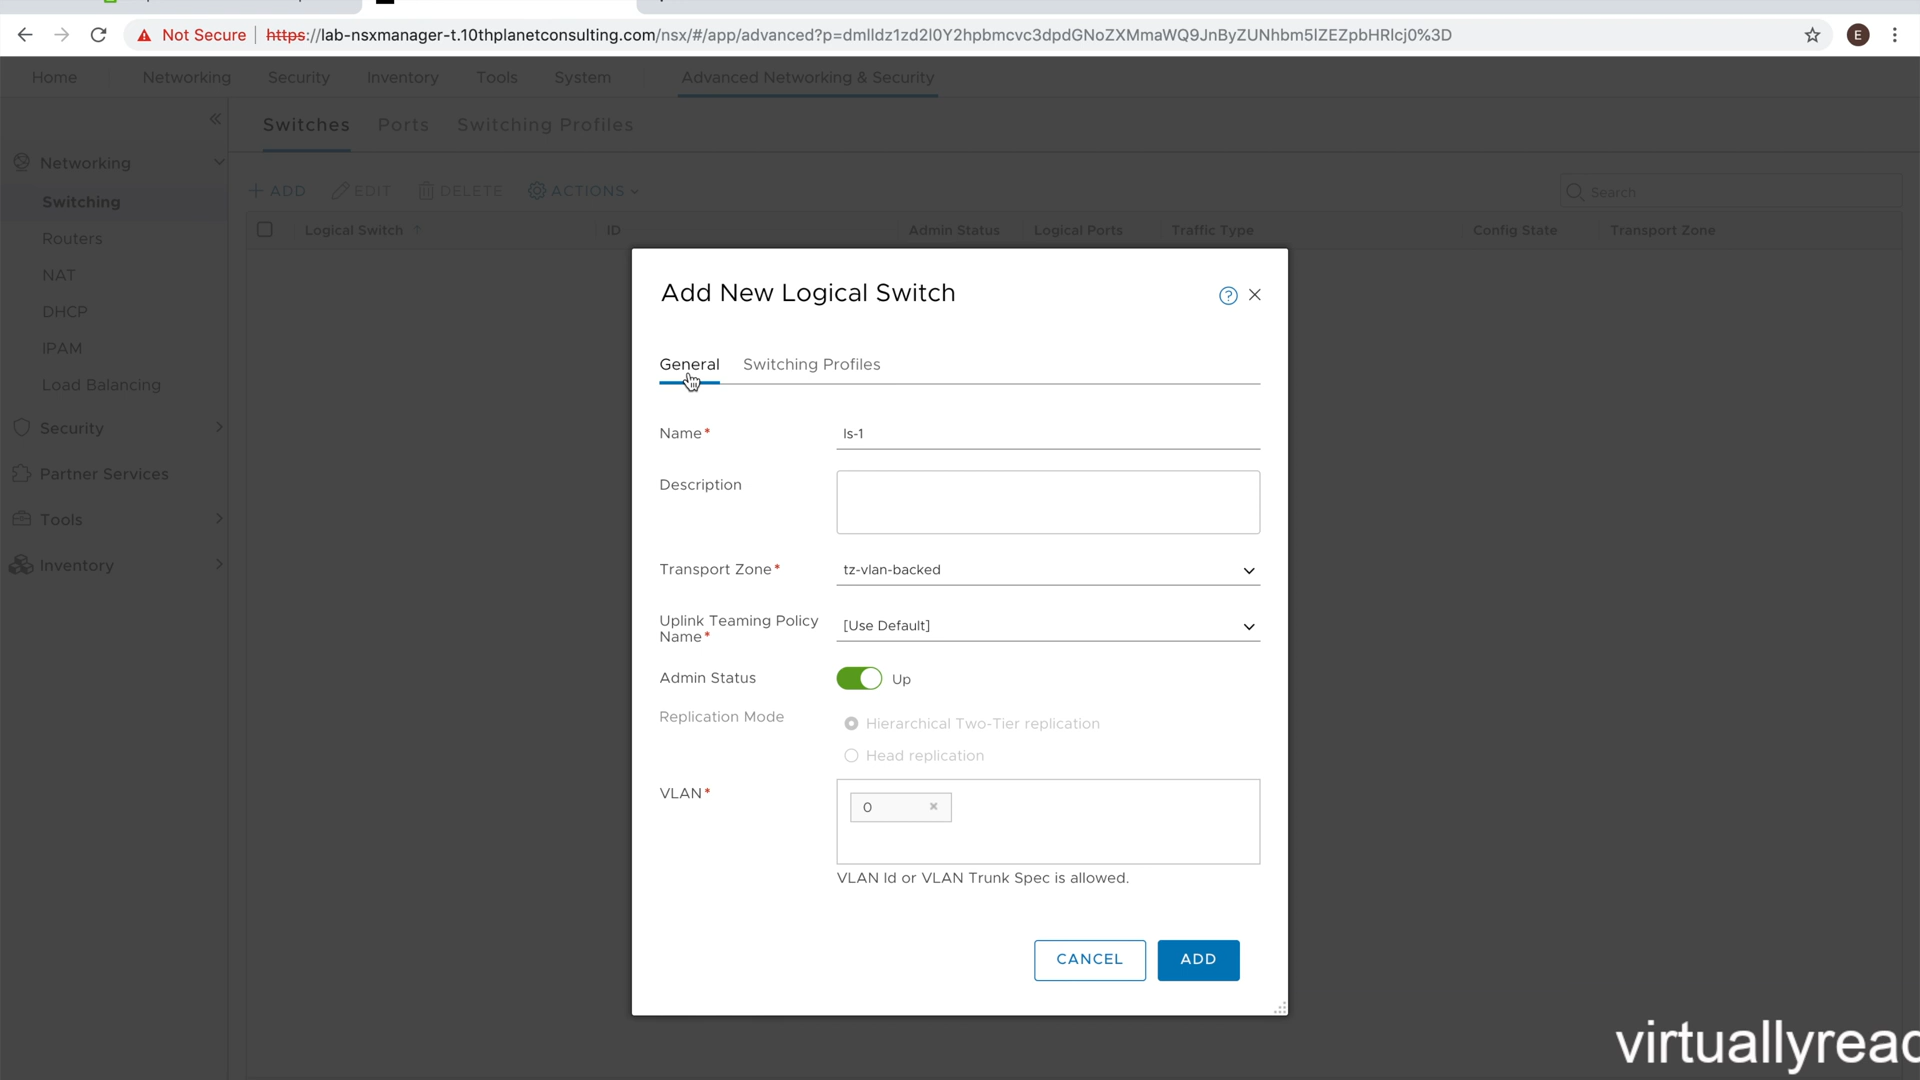 Not Secure https://lab-nsxmanager-t.10thplanetconsulting.com/nsx/#/app/advanced?p=dmlldz1zd2l0Y2hpbmcvc3dpdGNoZXMmaWQ9JnByZUNhbm5lZEZpbHRlcj0%3D E
Home Networking Security Inventory Tools System Advanced Networking & Security
Switches Ports Switching Profiles
Networking
Switching
Routers
NAT
DHCP
IPAM
Load Balancing
Security
Partner Services
Tools
Inventory
+ ADD EDIT DELETE ACTIONS Search
Logical Switch ID Admin Status Logical Ports Traffic Type Config State Transport Zone
Add New Logical Switch
General Switching Profiles
Name* ls-1
Description
Transport Zone* tz-vlan-backed
Uplink Teaming Policy
Name* [Use Default]
Admin Status Up
Replication Mode Hierarchical Two-Tier replication
Head replication
VLAN* 0
VLAN Id or VLAN Trunk Spec is allowed.
CANCEL ADD
virtuallyread